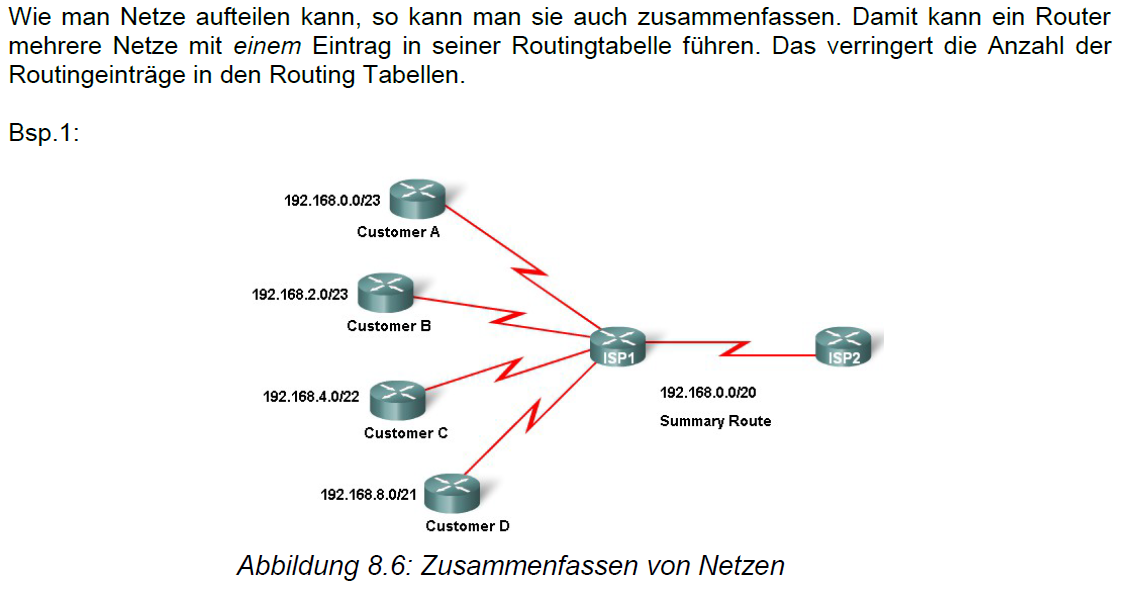 Wie man Netze aufteilen kann, so kann man sie auch zusammenfassen. Damit kann ein Router
mehrere Netze mit einem Eintrag in seiner Routingtabelle führen. Das verringert die Anzahl der
Routingeinträge in den Routing Tabellen.
Bsp.1:
192.168.0.0/23
Customer A
192.168.2.0/23
Customer B
ISP1
ISP2
192.168.4.0/22
Customer C
192.168.0.0/20
Summary Route
192.168.8.0/21
Customer D
Abbildung 8.6: Zusammenfassen von Netzen